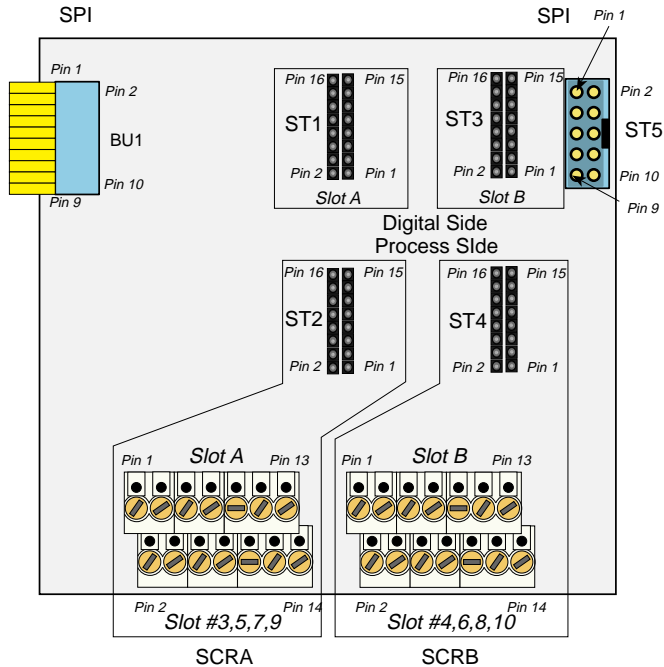 SPI
SPI
Pin 1
Pin 1
Pin 2
BU1
Pin 10
Pin 9
Pin 16
Pin 15
ST1
Pin 2
Pin 1
Slot A
Pin 16
Pin 15
ST3
Pin 2
Pin 1
Slot B
Pin 2
ST5
Pin 10
Pin 9
Digital Side
Process SIde
Pin 16
Pin 15
ST2
Pin 2
Pin 1
Pin 16
Pin 15
ST4
Pin 2
Pin 1
Pin 1
Slot A
Pin 13
Pin 1
Slot B
Pin 13
Pin 2
Pin 14
Slot #3,5,7,9
Pin 2
Pin 14
Slot #4,6,8,10
SCRA
SCRB